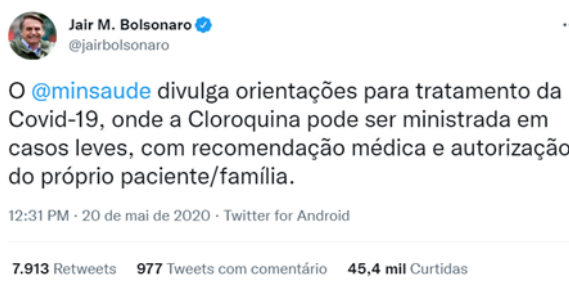 Jair M. Bolsonaro
@jairbolsonaro
O @minsaude divulga orientações para tratamento da
Covid-19, onde a Cloroquina pode ser ministrada em
casos leves, com recomendação médica e autorização
do próprio paciente/família.
12:31 PM · 20 de mai de 2020 · Twitter for Android
7.913 Retweets 977 Tweets com comentário 45,4 mil Curtidas